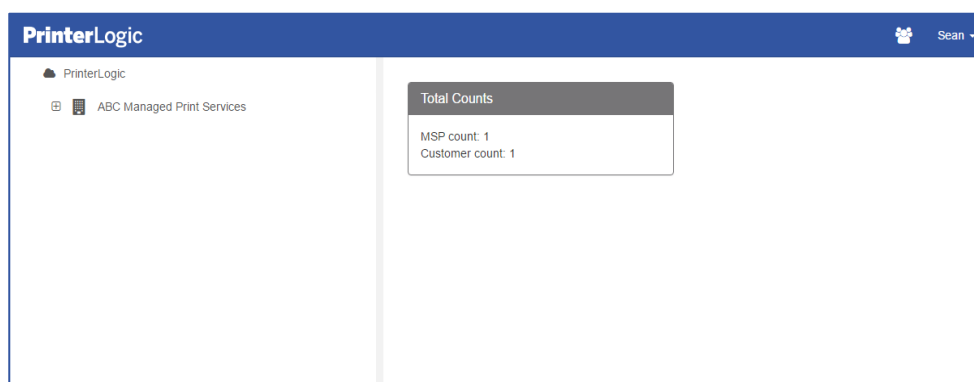 PrinterLogic
Sean
PrinterLogic
ABC Managed Print Services
Total Counts
MSP count: 1
Customer count: 1